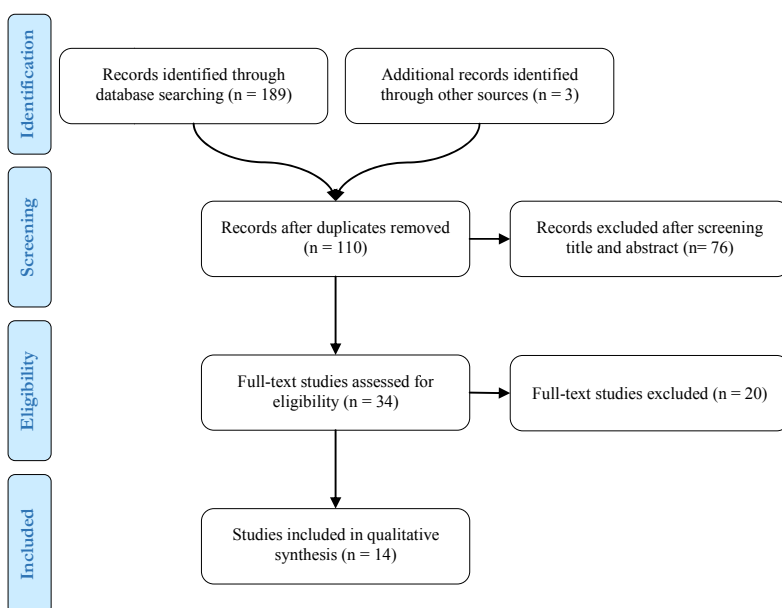 Identification
Records identified through
database searching (n = 189)
Additional records identified
through other sources (n = 3)
Screening
Records after duplicates removed
(n = 110)
Records excluded after screening
title and abstract (n= 76)
Eligibility
Full-text studies assessed for
eligibility (n = 34)
Full-text studies excluded (n = 20)
Included
Studies included in qualitative
synthesis (n = 14)